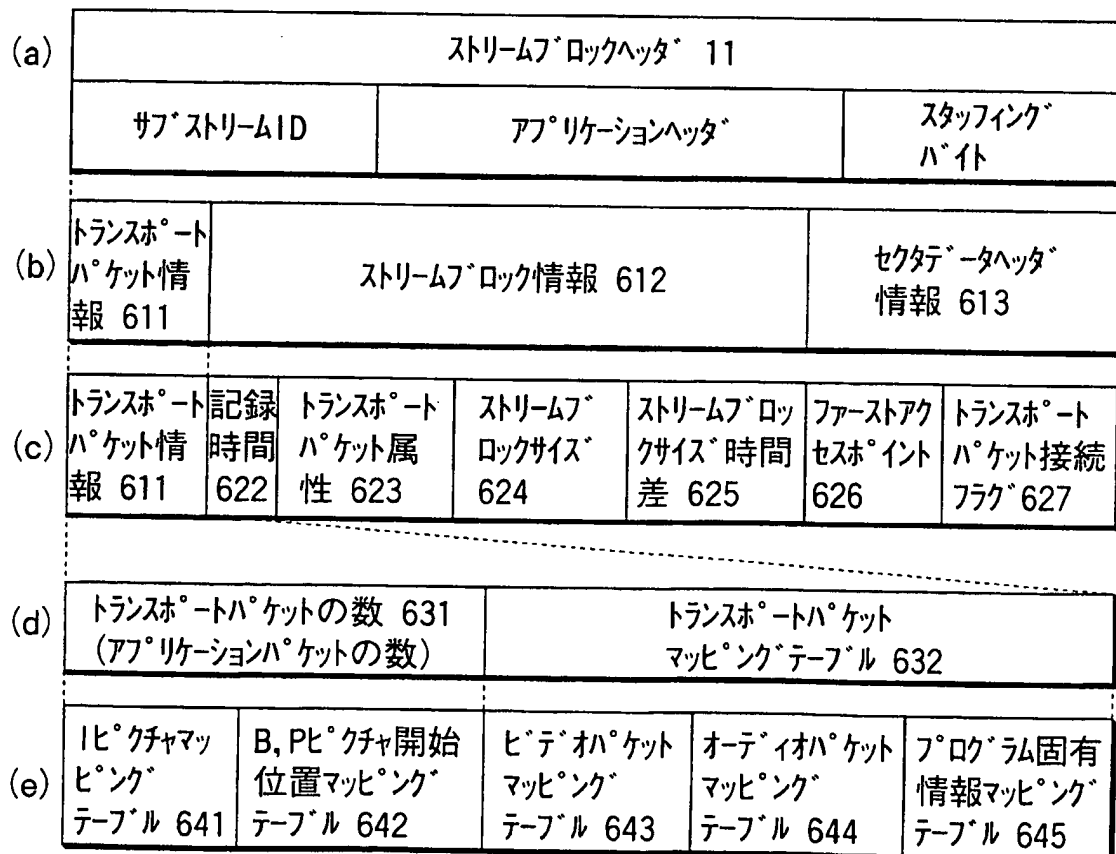 (a)
ストリームブロックヘッダ 11
サブストリームID
アプリケーションヘッダ
スタッフィング
バイト
(b)
トランスポート
パケット情
報 611
ストリームブロック情報 612
セクタデータヘッダ
情報 613
(c)
トランスポート
パケット情
報 611
記録
時間
622
トランスポート
パケット属
性 623
ストリームブ
ロックサイズ
624
ストリームブロッ
クサイズ時間
差 625
ファーストアク
セスポイント
626
トランスポート
パケット接続
フラグ 627
(d)
トランスポートパケットの数 631
(アプリケーションパケットの数)
トランスポートパケット
マッピングテーブル 632
(e)
Iピクチャマッ
ピング
テーブル 641
B,Pピクチャ開始
位置マッピング
テーブル 642
ビデオパケット
マッピング
テーブル 643
オーディオパケット
マッピング
テーブル 644
プログラム固有
情報マッピング
テーブル 645